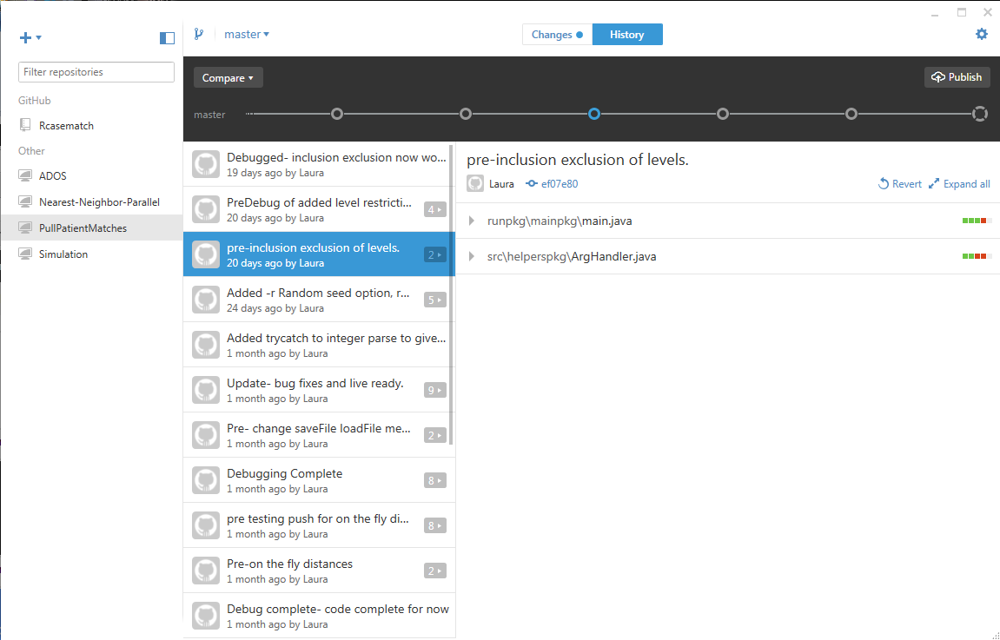 master
Changes
History
Filter repositories
GitHub
Rcasematch
Other
ADOS
Nearest-Neighbor-Parallel
PullPatientMatches
Simulation
Compare
Publish
master
Debugged- inclusion exclusion now wo...
19 days ago by Laura
PreDebug of added level restricti...
20 days ago by Laura
4
pre-inclusion exclusion of levels.
20 days ago by Laura
2
Added -r Random seed option, r...
24 days ago by Laura
5
Added trycatch to integer parse to give...
1 month ago by Laura
Update- bug fixes and live ready.
1 month ago by Laura
9
Pre- change saveFile loadFile me...
1 month ago by Laura
2
Debugging Complete
1 month ago by Laura
8
pre testing push for on the fly di...
1 month ago by Laura
8
Pre-on the fly distances
1 month ago by Laura
2
Debug complete- code complete for now
1 month ago by Laura
pre-inclusion exclusion of levels.
Laura ef07e80
Revert Expand all
runpkg\mainpkg\main.java
src\helperspkg\ArgHandler.java